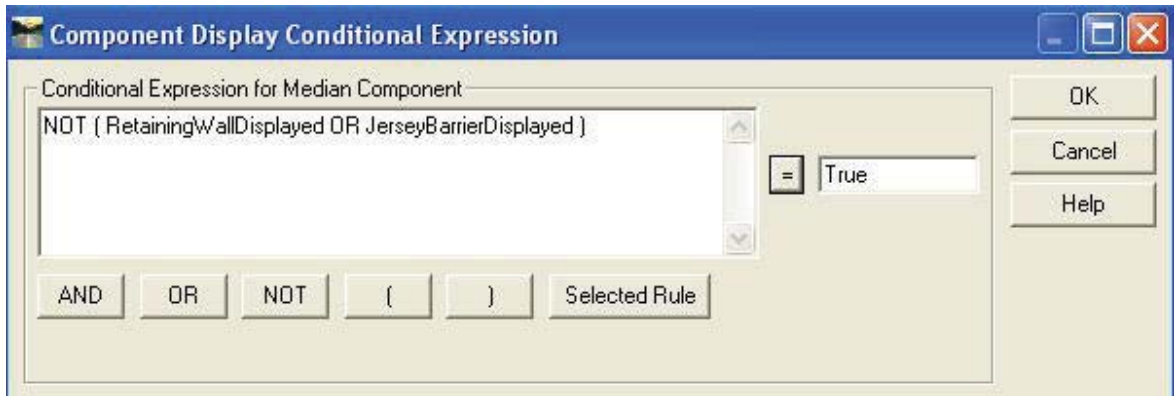 Component Display Conditional Expression
Conditional Expression for Median Component
NOT ( RetainingWallDisplayed OR JerseyBarrierDisplayed )
= True
AND OR NOT ( ) Selected Rule
OK
Cancel
Help